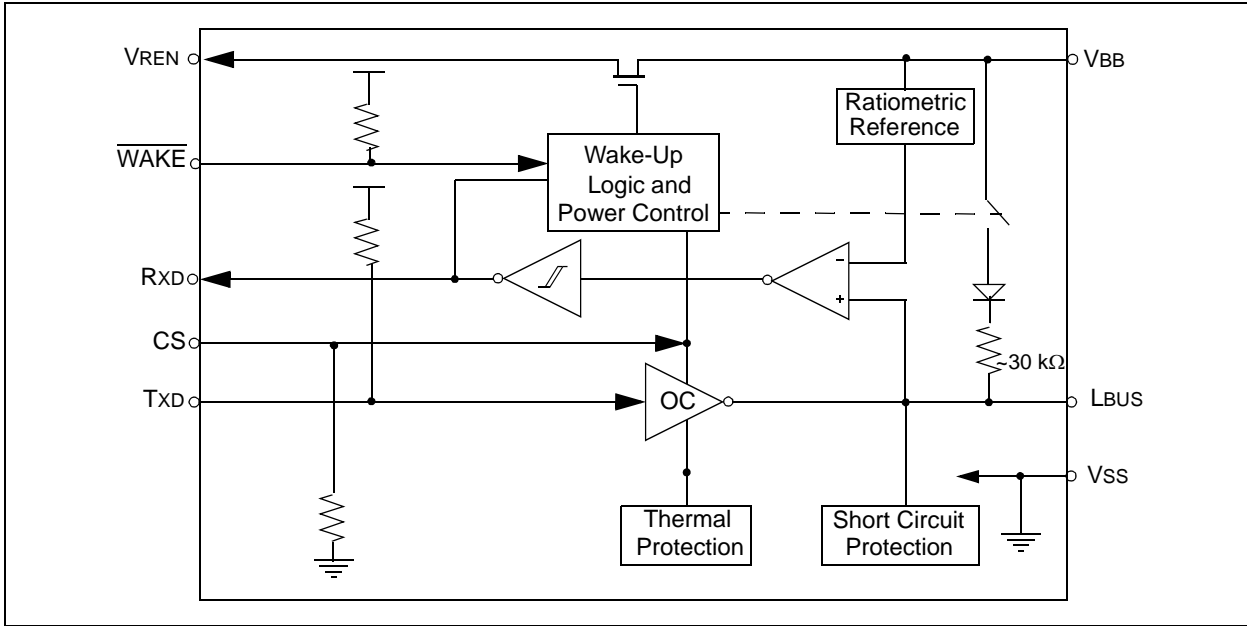 VREN
VBB
Ratiometric
Reference
WAKE
Wake-Up
Logic and
Power Control
RXD
-
+
CS
~30 kΩ
TXD
OC
LBUS
VSS
Thermal
Protection
Short Circuit
Protection